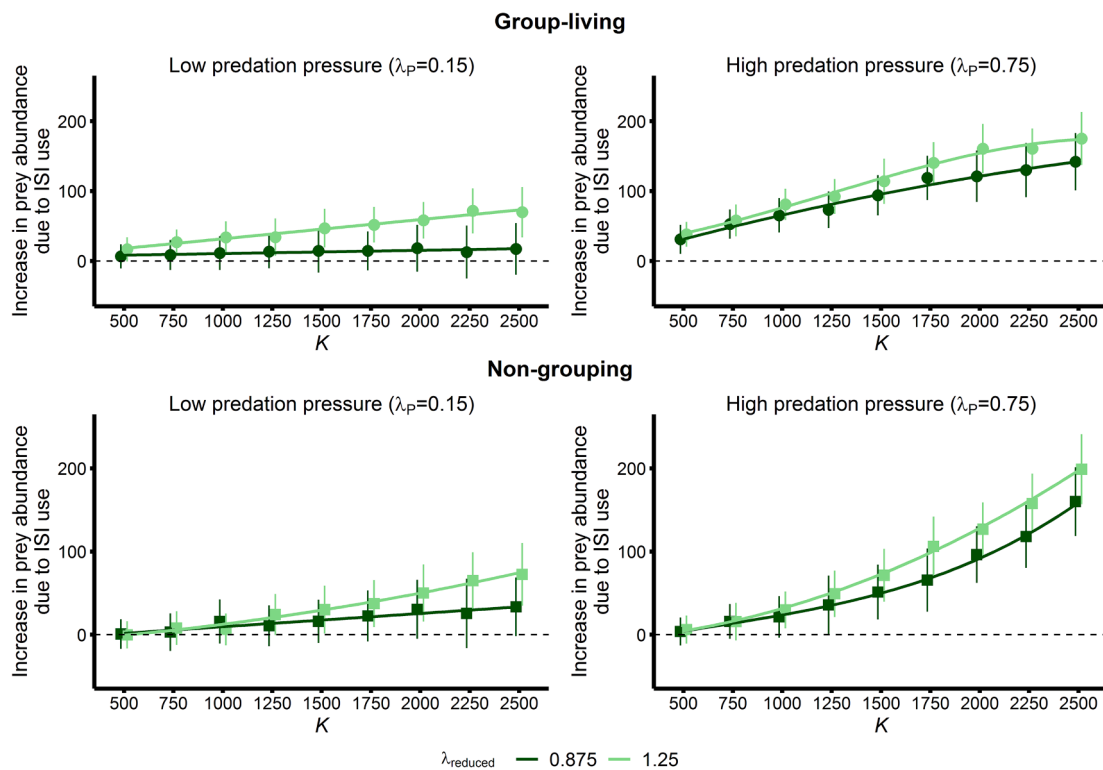 Group-living
Low predation pressure (λP=0.15)
High predation pressure (λP=0.75)
Increase in prey abundance
due to ISI use
200
100
0
500 750 1000 1250 1500 1750 2000 2250 2500
K
Increase in prey abundance
due to ISI use
200
100
0
500 750 1000 1250 1500 1750 2000 2250 2500
K
Non-grouping
Low predation pressure (λP=0.15)
High predation pressure (λP=0.75)
Increase in prey abundance
due to ISI use
200
100
0
500 750 1000 1250 1500 1750 2000 2250 2500
K
Increase in prey abundance
due to ISI use
200
100
0
500 750 1000 1250 1500 1750 2000 2250 2500
K
λreduced 0.875 1.25